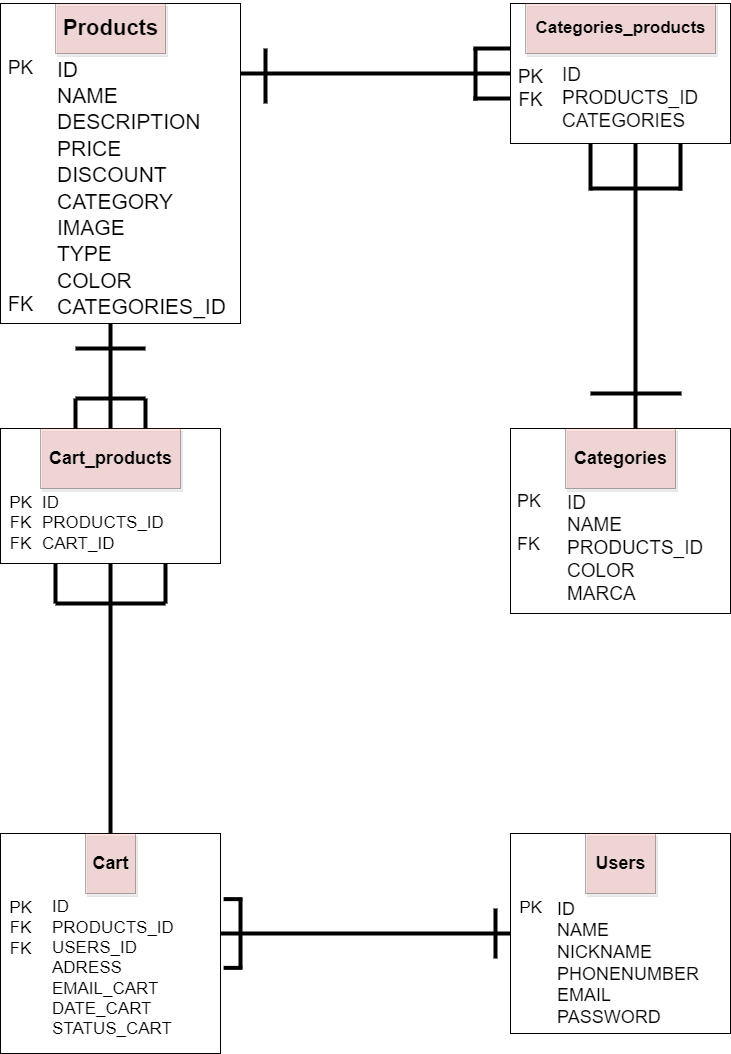 Products
PK ID
NAME
DESCRIPTION
PRICE
DISCOUNT
CATEGORY
IMAGE
TYPE
COLOR
FK CATEGORIES_ID
Categories_products
PK ID
FK PRODUCTS_ID
CATEGORIES
Cart_products
PK ID
FK PRODUCTS_ID
FK CART_ID
Categories
PK ID
NAME
FK PRODUCTS_ID
COLOR
MARCA
Cart
PK ID
FK PRODUCTS_ID
FK USERS_ID
ADRESS
EMAIL_CART
DATE_CART
STATUS_CART
Users
PK ID
NAME
NICKNAME
PHONENUMBER
EMAIL
PASSWORD